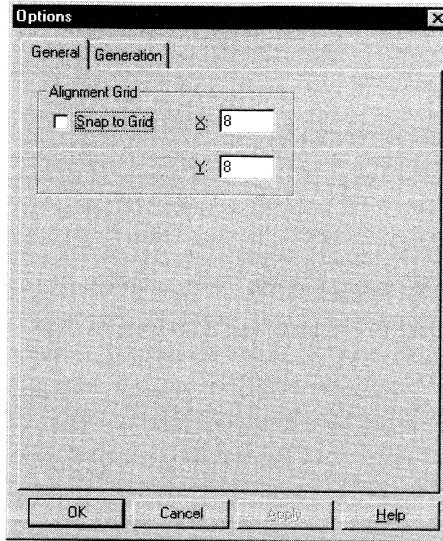 Options
General Generation
Alignment Grid
Snap to Grid X: 8
Y: 8
OK Cancel Apply Help